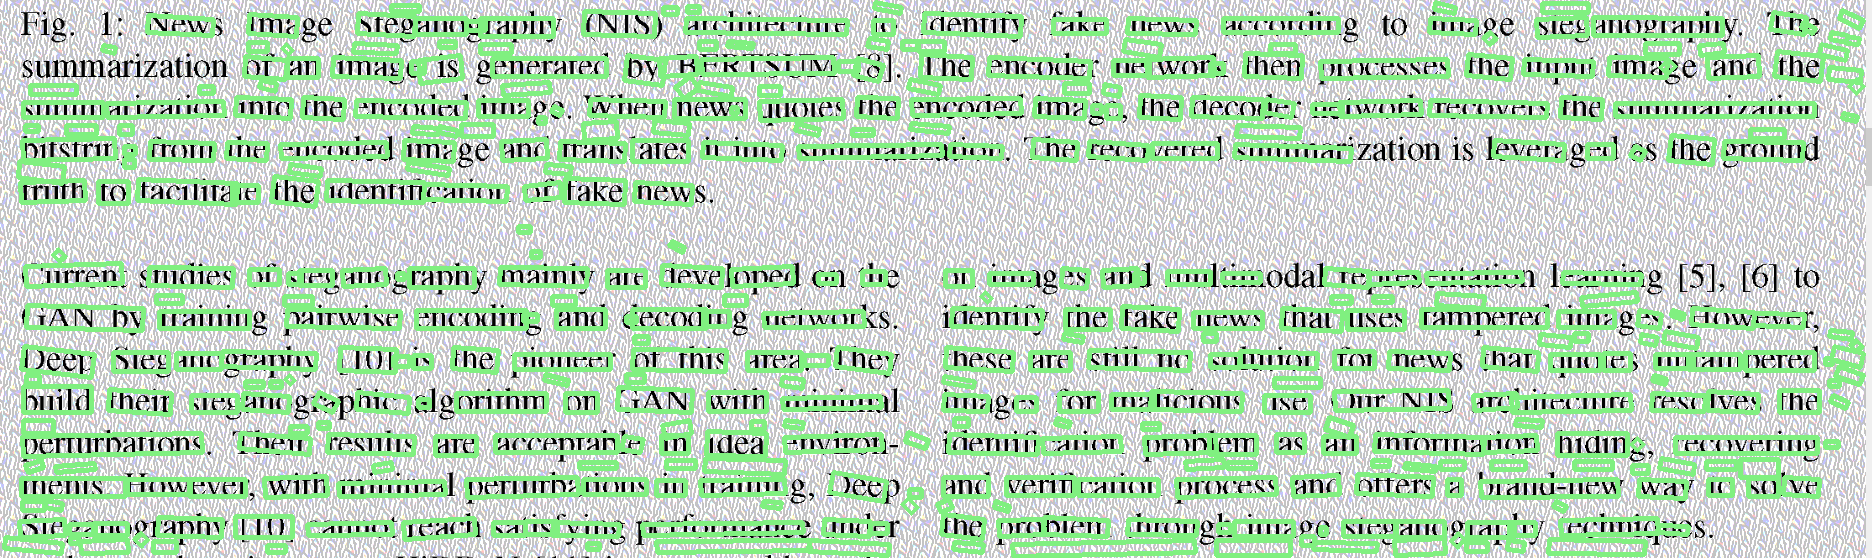 Fig. 1: News Image Steganography (NIS) architecture to identify fake news according to image steganography. The
summarization of an image is generated by BERTSUM [8]. The encoder network then processes the input image and the
summarization into the encoded image. When news quotes the encoded image, the decoder network recovers the summarization
bitstring from the encoded image and translates it into summarization. The recovered summarization is leveraged as the ground
truth to facilitate the identification of fake news.
Current studies of steganography mainly are developed on the
GAN by training pairwise encoding and decoding networks.
Deep Steganography [10] is the pioneer of this area. They
build their steganographic algorithm on GAN with minimal
perturbations. Their results are acceptable in idea environ-
ments. However, with minimal perturbations in training, Deep
Steganography [10] cannot reach satisfying performance under
on images and multimodal representation learning [5], [6] to
identify the fake news that uses tampered images. However,
these are still no solution for news that quotes untampered
images for malicious use. Our NIS architecture resolves the
identification problem as an information hiding, recovering
and verification process and offers a brand-new way to solve
the problem through image steganography techniques.